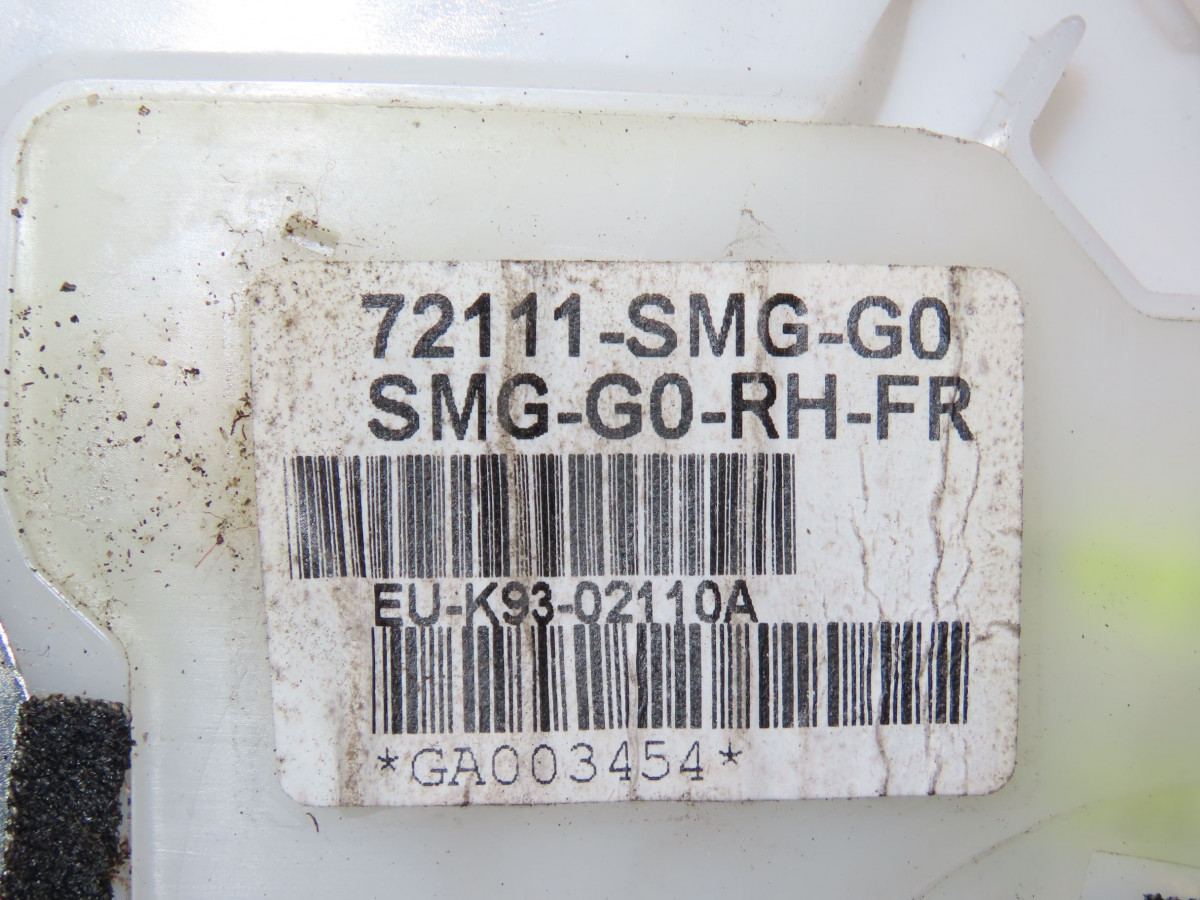 72111-SMG-G0
SMG-G0-RH-FR
EU-K93-02110A
*GA003454*